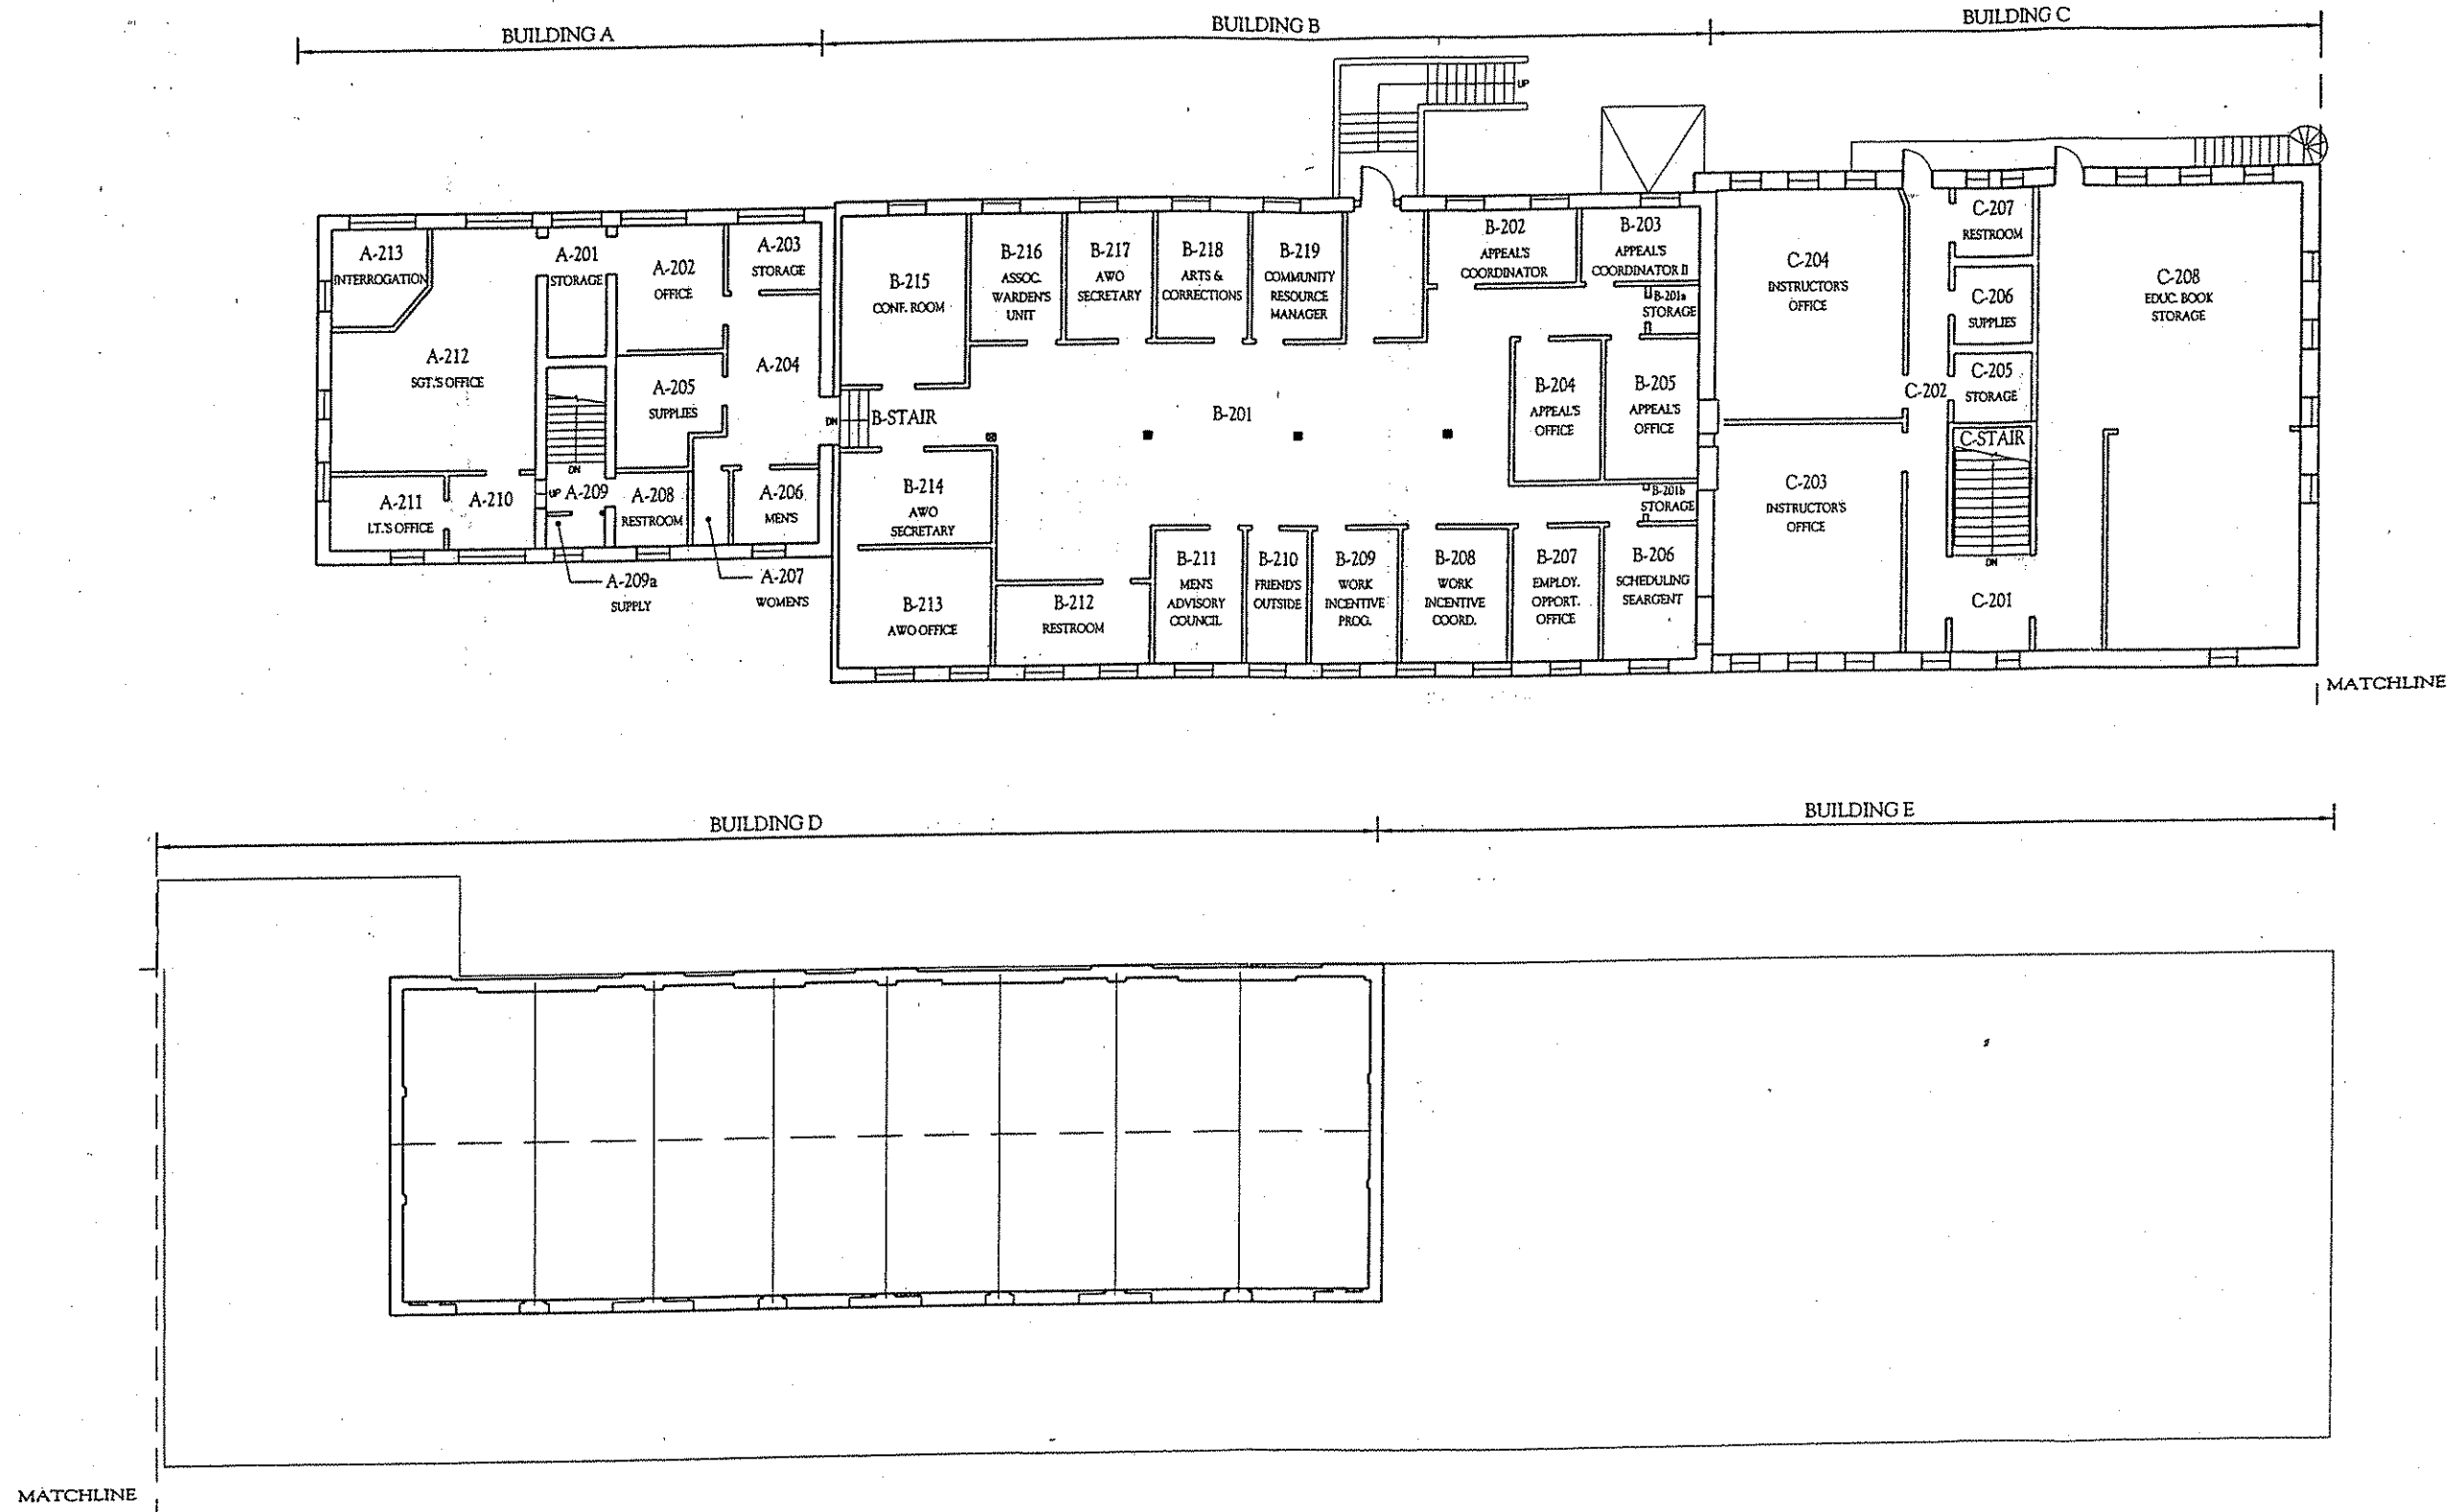 BUILDING A
BUILDING B
BUILDING C
UP
A-213
INTERROGATION
A-201
STORAGE
A-202
OFFICE
A-203
STORAGE
A-212
SGT.'S OFFICE
A-205
SUPPLIES
A-204
DN
A-211
LT.'S OFFICE
A-210
DN
UP
A-209
A-208
RESTROOM
A-206
MEN'S
A-209a
SUPPLY
A-207
WOMEN'S
B-215
CONF. ROOM
B-216
ASSOC.
WARDEN'S
UNIT
B-217
AWO
SECRETARY
B-218
ARTS &
CORRECTIONS
B-219
COMMUNITY
RESOURCE
MANAGER
B-202
APPEAL'S
COORDINATOR
B-203
APPEAL'S
COORDINATOR II
B-201a
STORAGE
B-STAIR
B-201
B-204
APPEAL'S
OFFICE
B-205
APPEAL'S
OFFICE
B-201b
STORAGE
B-214
AWO
SECRETARY
B-213
AWO OFFICE
B-212
RESTROOM
B-211
MEN'S
ADVISORY
COUNCIL
B-210
FRIEND'S
OUTSIDE
B-209
WORK
INCENTIVE
PROG.
B-208
WORK
INCENTIVE
COORD.
B-207
EMPLOY.
OPPORT.
OFFICE
B-206
SCHEDULING
SEARGENT
C-204
INSTRUCTOR'S
OFFICE
C-207
RESTROOM
C-206
SUPPLIES
C-205
STORAGE
C-202
C-208
EDUC. BOOK
STORAGE
C-STAIR
DN
C-203
INSTRUCTOR'S
OFFICE
C-201
MATCHLINE
BUILDING D
BUILDING E
MATCHLINE